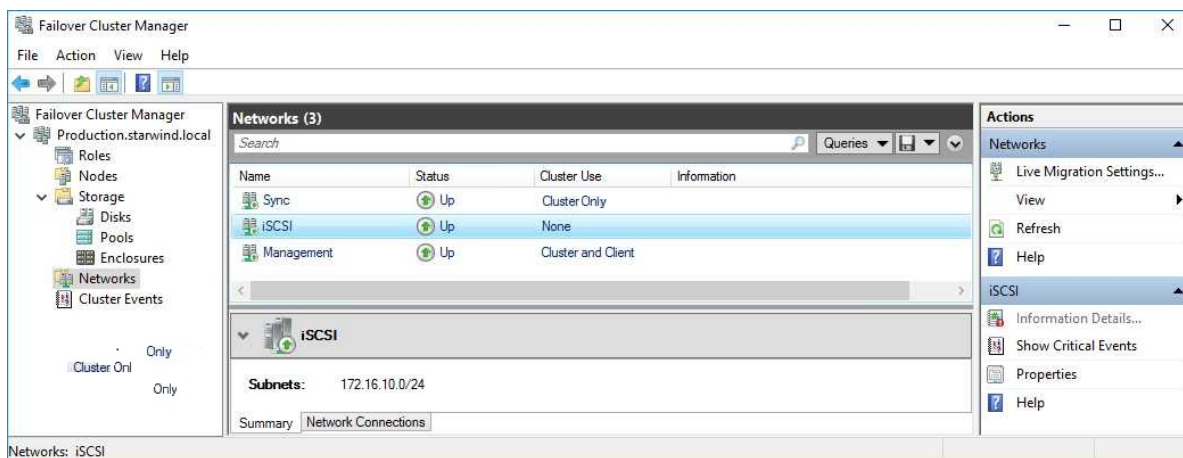 Failover Cluster Manager
File Action View Help
Failover Cluster Manager
Production.starwind.local
Roles
Nodes
Storage
Disks
Pools
Enclosures
Networks
Cluster Events
Only
Cluster Onl
Only
Networks (3)
Search
Queries
Name Status Cluster Use Information
Sync Up Cluster Only
iSCSI Up None
Management Up Cluster and Client
iSCSI
Subnets: 172.16.10.0/24
Summary Network Connections
Actions
Networks
Live Migration Settings...
View
Refresh
Help
iSCSI
Information Details...
Show Critical Events
Properties
Help
Networks: iSCSI